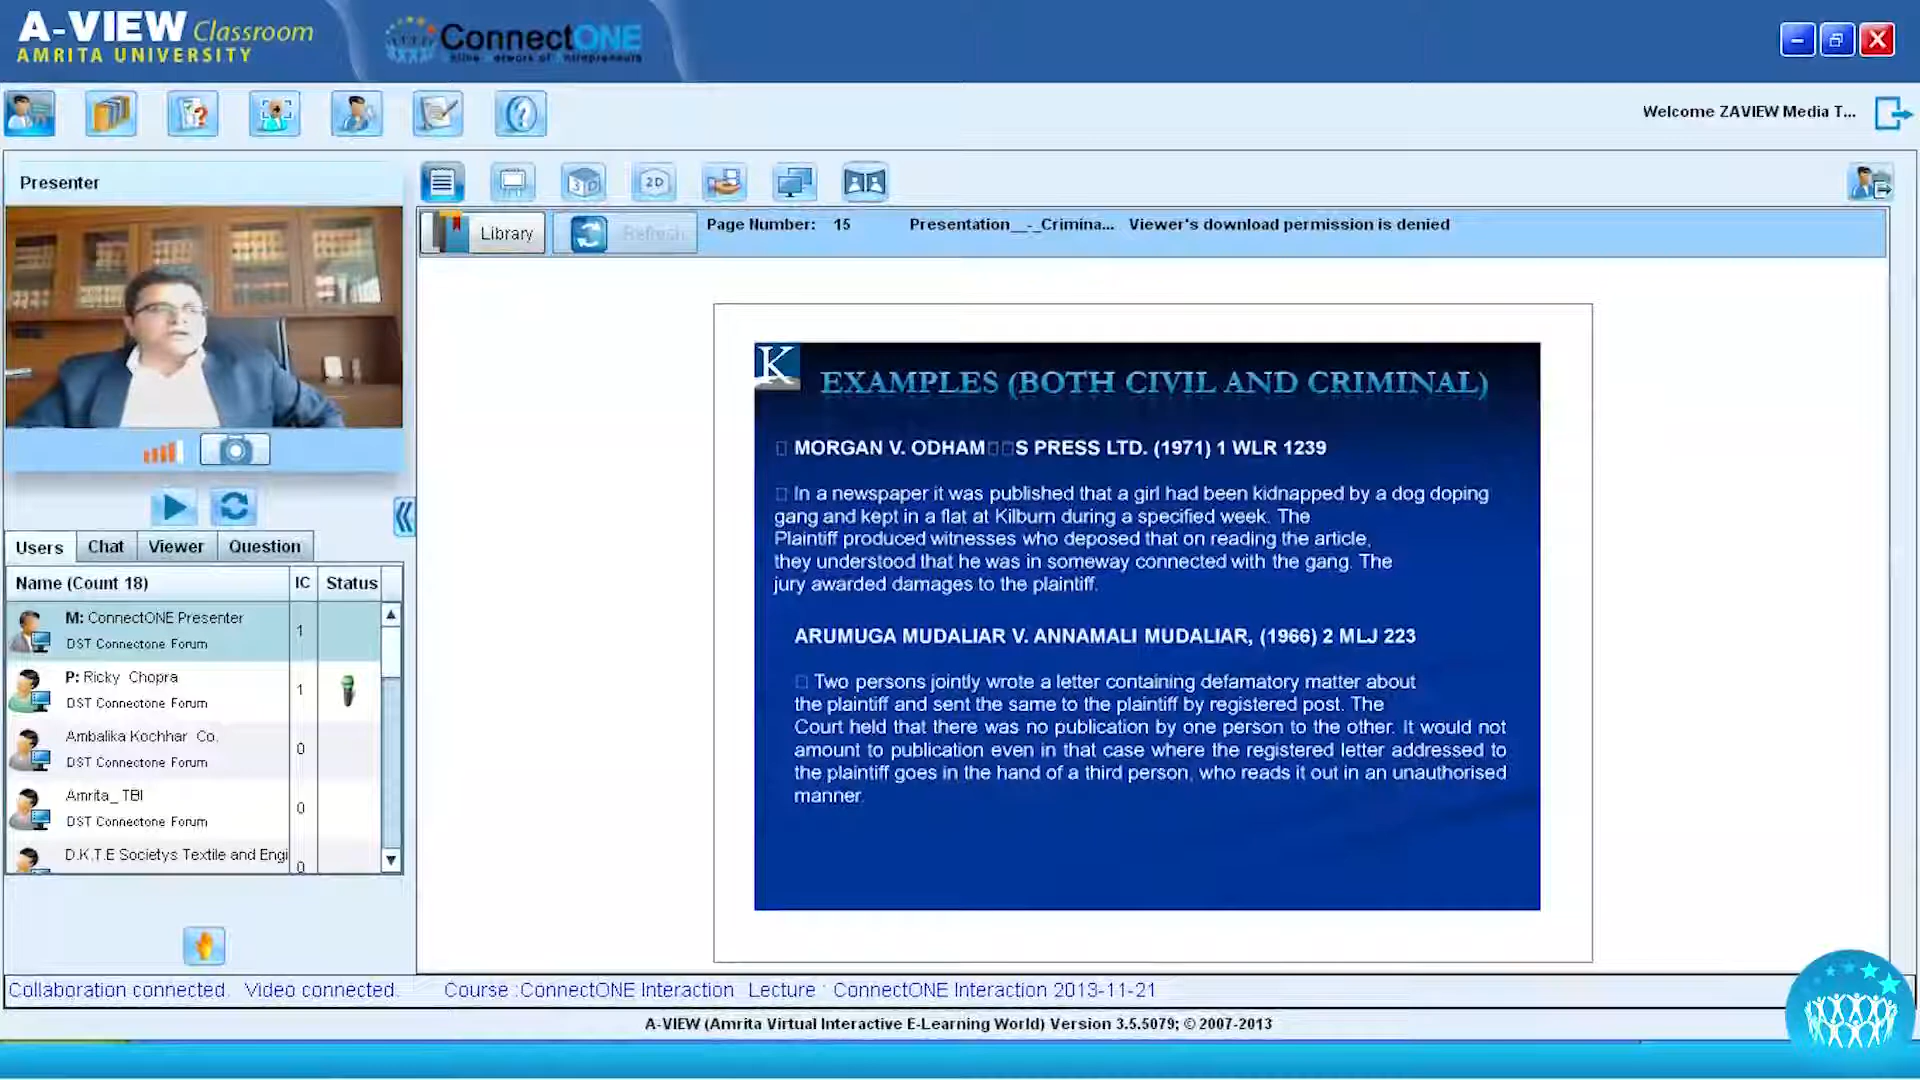 A-VIEW Classroom
AMRITA UNIVERSITY
ConnectONE
Welcome ZAVIEW Media T...
Presenter
3D
2D
Library
Refresh
Page Number: 15
Presentation__-_Crimina...
Viewer's download permission is denied
K
EXAMPLES (BOTH CIVIL AND CRIMINAL)
MORGAN V. ODHAM□□S PRESS LTD. (1971) 1 WLR 1239
In a newspaper it was published that a girl had been kidnapped by a dog doping
gang and kept in a flat at Kilburn during a specified week. The
Plaintiff produced witnesses who deposed that on reading the article,
they understood that he was in someway connected with the gang. The
jury awarded damages to the plaintiff.
ARUMUGA MUDALIAR V. ANNAMALI MUDALIAR, (1966) 2 MLJ 223
Two persons jointly wrote a letter containing defamatory matter about
the plaintiff and sent the same to the plaintiff by registered post. The
Court held that there was no publication by one person to the other. It would not
amount to publication even in that case where the registered letter addressed to
the plaintiff goes in the hand of a third person, who reads it out in an unauthorised
manner.
Users
Chat
Viewer
Question
Name (Count 18)
IC
Status
M: ConnectONE Presenter
DST Connectone Forum
1
P: Ricky Chopra
DST Connectone Forum
1
Ambalika Kochhar Co.
DST Connectone Forum
0
Amrita_ TBI
DST Connectone Forum
0
D.K.T.E Societys Textile and Engi
0
Collaboration connected. Video connected.
Course :ConnectONE Interaction Lecture : ConnectONE Interaction 2013-11-21
A-VIEW (Amrita Virtual Interactive E-Learning World) Version 3.5.5079; © 2007-2013